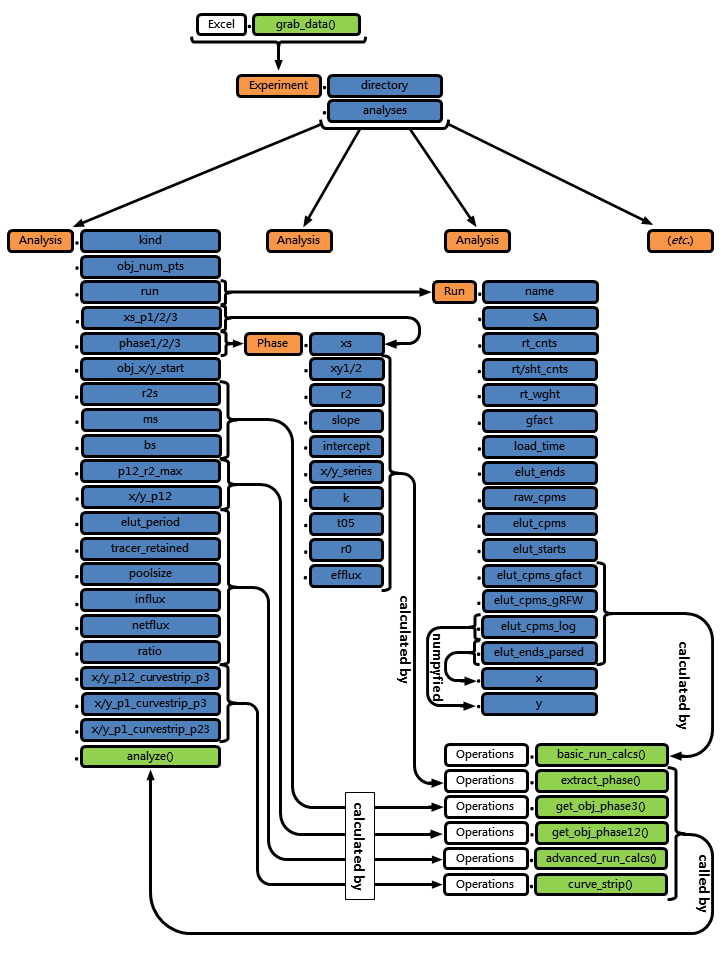 Excel . grab_data()
Experiment . directory
. analyses
Analysis . kind
Analysis
Analysis
(etc.)
. obj_num_pts
. run
. xs_p1/2/3
. phase1/2/3
. obj_x/y_start
. r2s
. ms
. bs
. p12_r2_max
. x/y_p12
. elut_period
. tracer_retained
. poolsize
. influx
. netflux
. ratio
. x/y_p12_curvestrip_p3
. x/y_p1_curvestrip_p3
. x/y_p1_curvestrip_p23
. analyze()
Phase . xs
. xy1/2
. r2
. slope
. intercept
. x/y_series
. k
. t05
. r0
. efflux
calculated by
Run . name
. SA
. rt_cnts
. rt/sht_cnts
. rt_wght
. gfact
. load_time
. elut_ends
. raw_cpms
. elut_cpms
. elut_starts
. elut_cpms_gfact
. elut_cpms_gRFW
. elut_cpms_log
. elut_ends_parsed
. x
. y
numpyfied
calculated by
Operations . basic_run_calcs()
Operations . extract_phase()
Operations . get_obj_phase3()
Operations . get_obj_phase12()
Operations . advanced_run_calcs()
Operations . curve_strip()
calculated by
called by